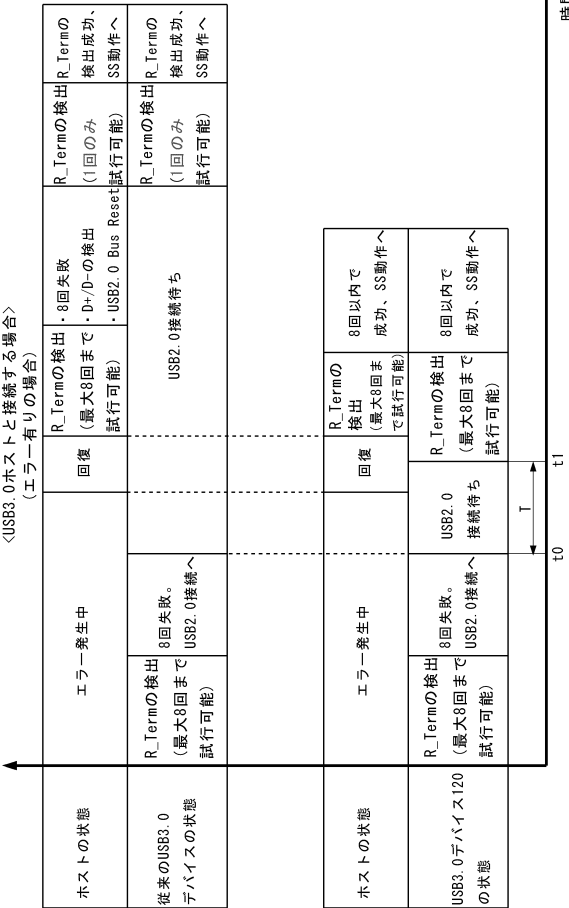 <USB3.0ホストと接続する場合>
(エラー有りの場合)
ホストの状態
エラー発生中
回復
R_Termの検出
(最大8回まで
試行可能)
・8回失敗
・D+/D-の検出
・USB2.0 Bus Reset
R_Termの検出
(1回のみ
試行可能)
R_Termの
検出成功、
SS動作へ
従来のUSB3.0
デバイスの状態
R_Termの検出
(最大8回まで
試行可能)
8回失敗。
USB2.0接続へ
USB2.0接続待ち
R_Termの検出
(1回のみ
試行可能)
R_Termの
検出成功、
SS動作へ
ホストの状態
エラー発生中
回復
R_Termの
検出
(最大8回ま
で試行可能)
8回以内で
成功、SS動作へ
USB3.0デバイス120
の状態
R_Termの検出
(最大8回まで
試行可能)
8回失敗。
USB2.0接続へ
USB2.0
接続待ち
R_Termの検出
(最大8回まで
試行可能)
8回以内で
成功、SS動作へ
T
t0
t1